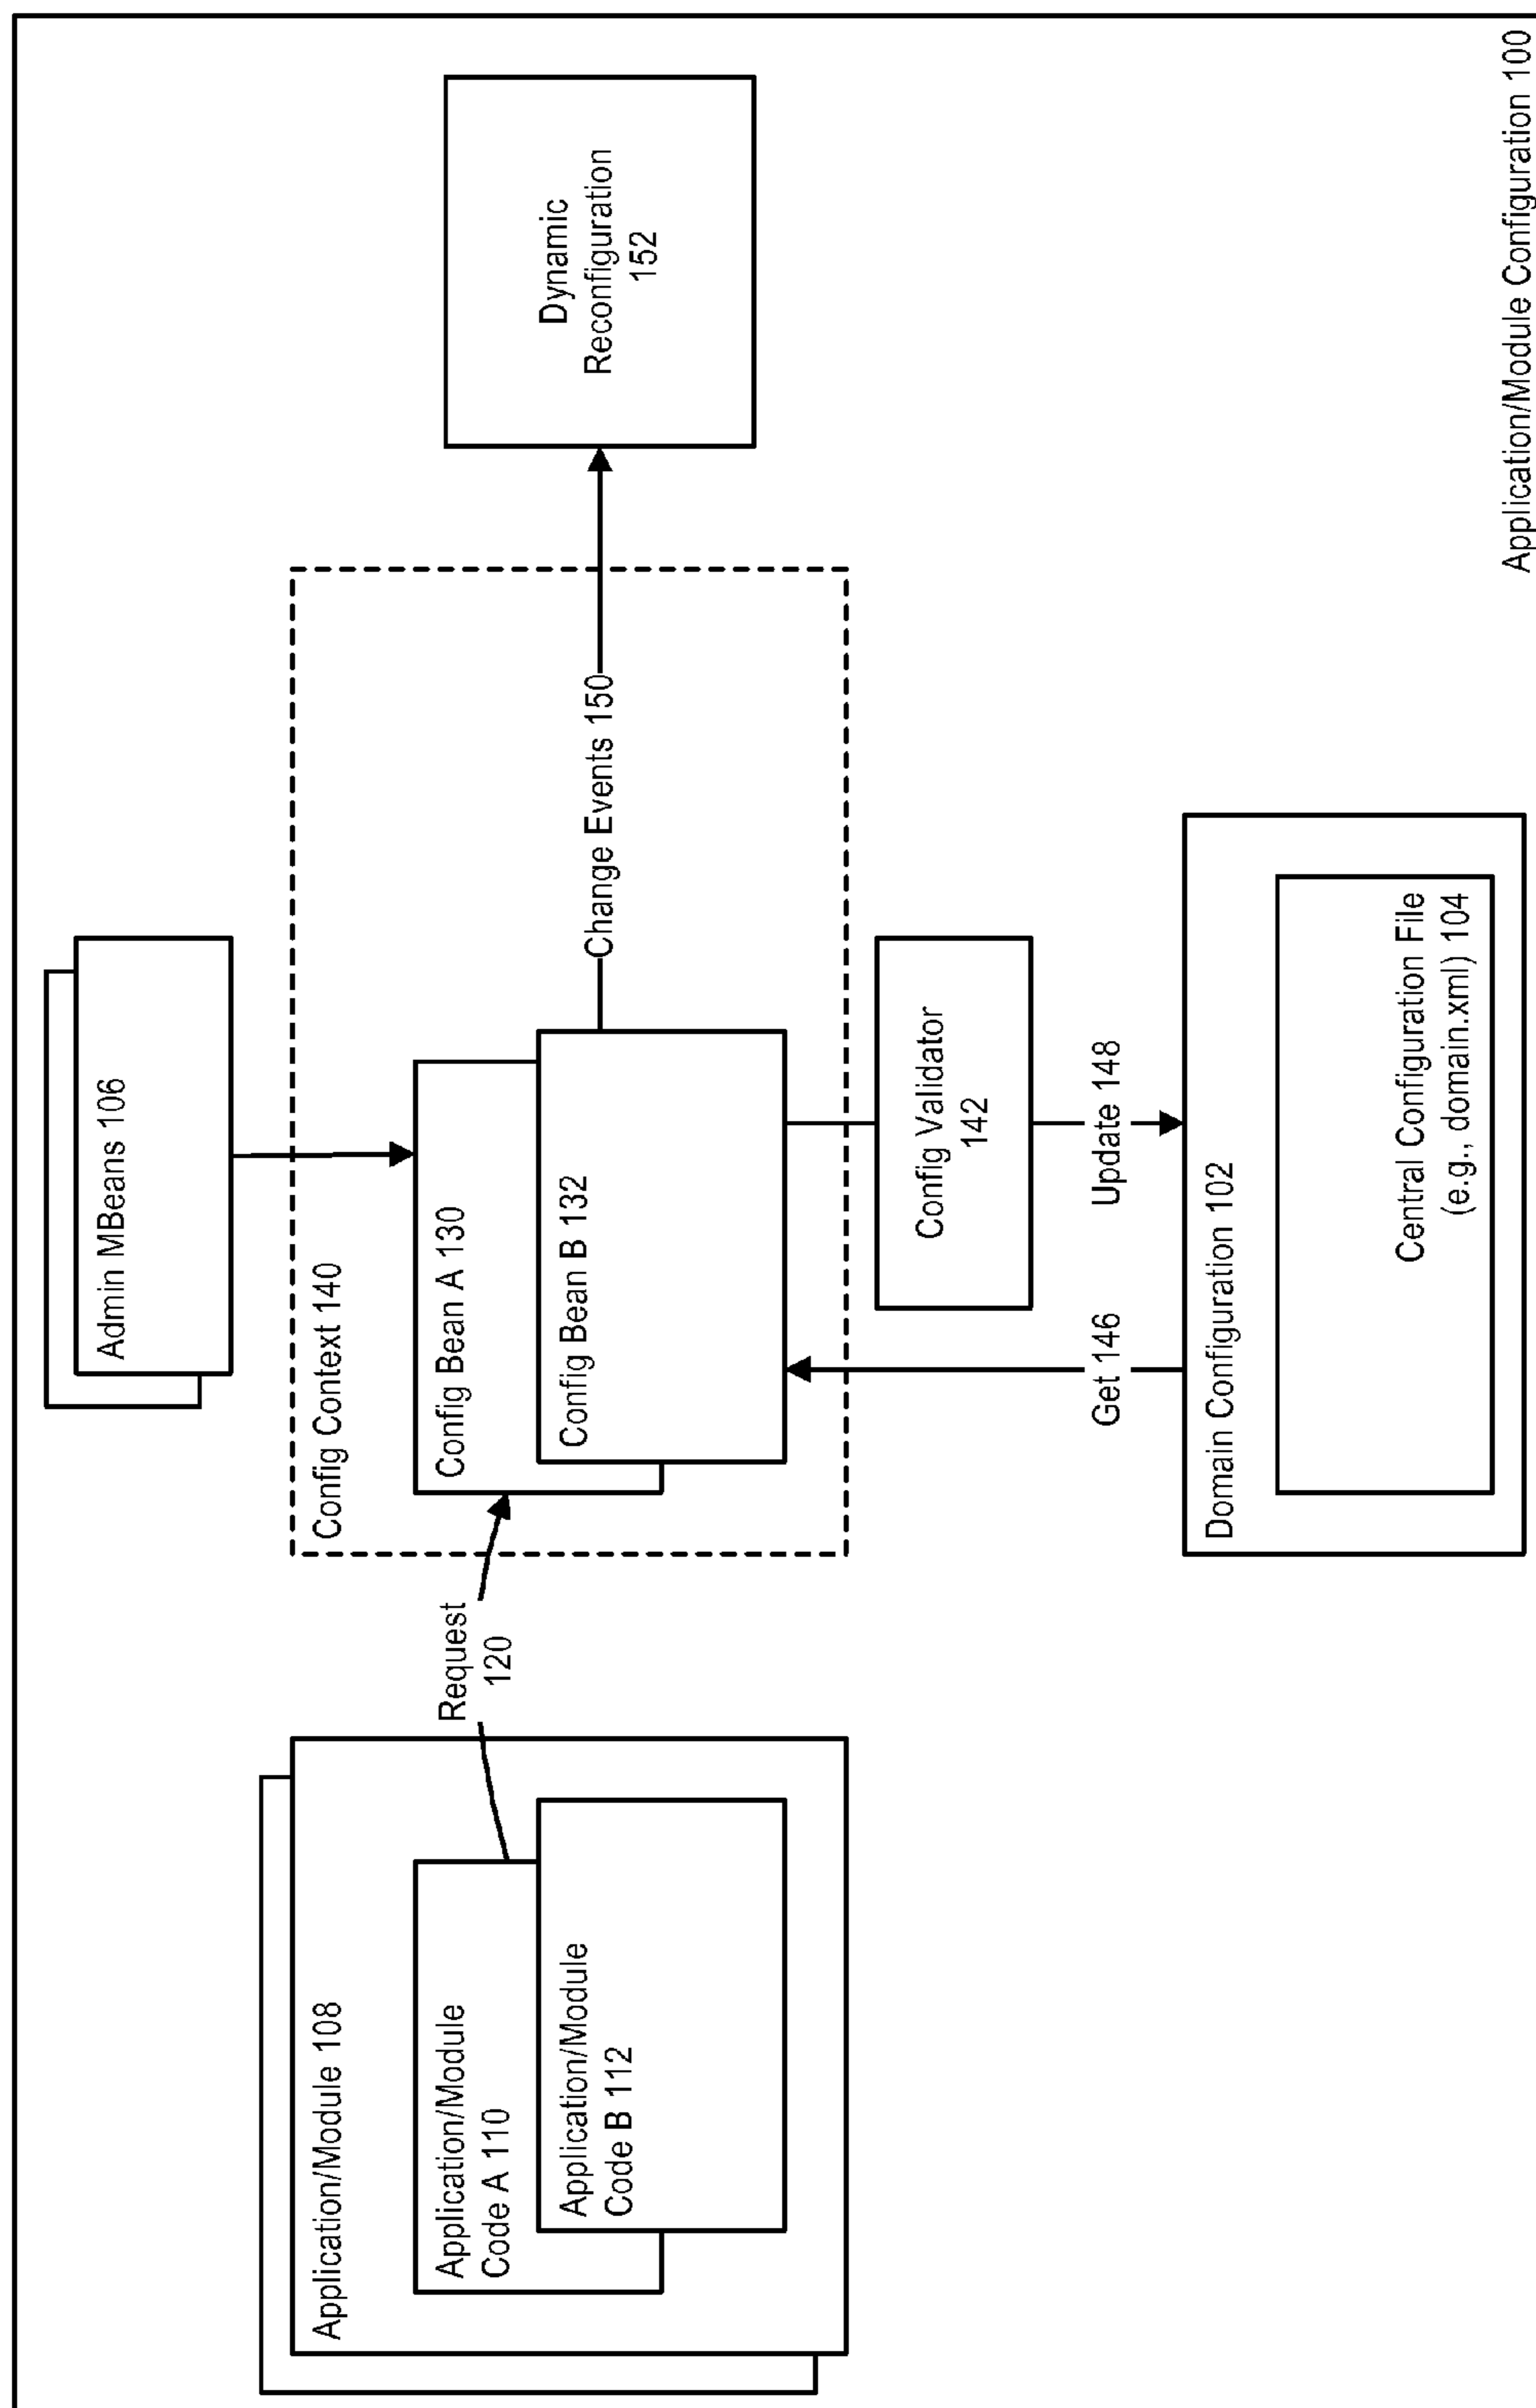 Admin MBeans 106
Application/Module 108
Application/Module
Code A 110
Application/Module
Code B 112
Request
120
Config Context 140
Config Bean A 130
Config Bean B 132
Change Events 150
Dynamic
Reconfiguration
152
Config Validator
142
Get 146
Update 148
Domain Configuration 102
Central Configuration File
(e.g., domain.xml) 104
Application/Module Configuration 100